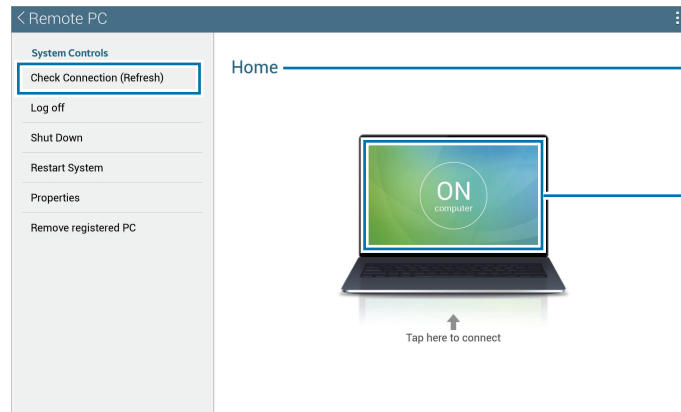 Remote PC
System Controls
Check Connection (Refresh)
Log off
Shut Down
Restart System
Properties
Remove registered PC
Home
ON
computer
Tap here to connect